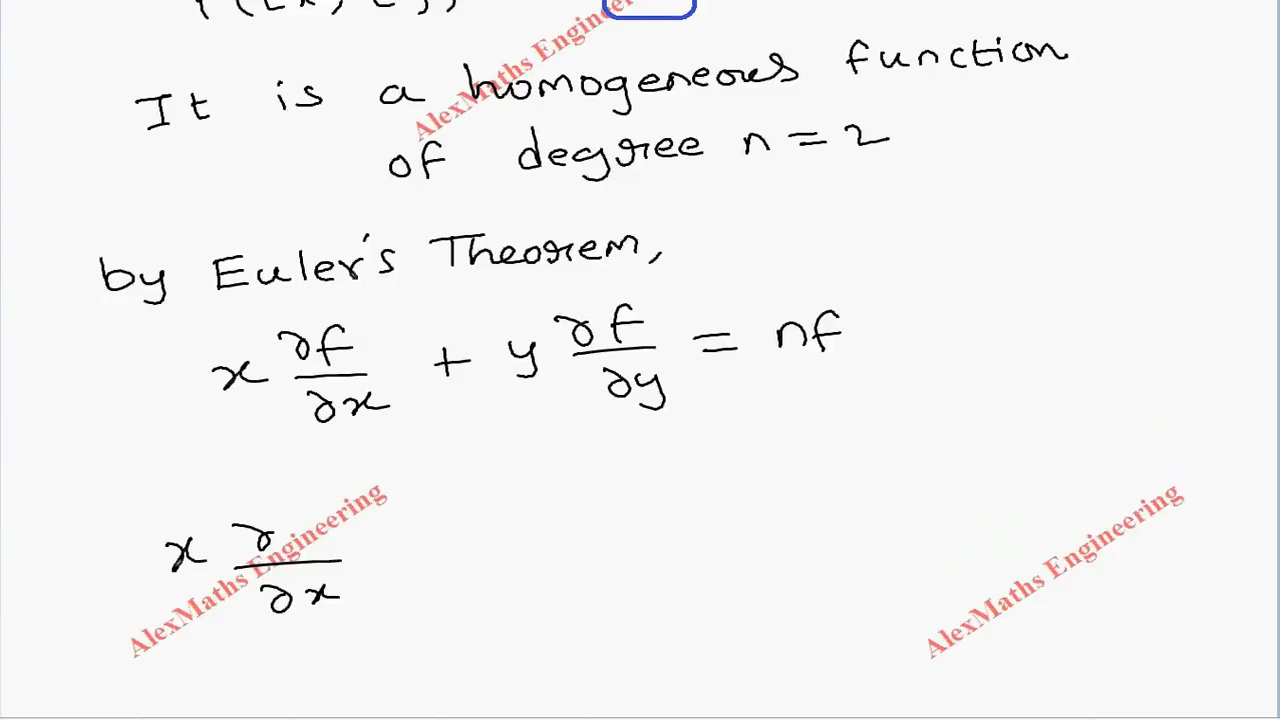 It is a homogeneous function
of degree n = 2
by Euler's Theorem,
x ∂f/∂x + y ∂f/∂y = nf
x ∂/∂x
AlexMaths Engineering
AlexMaths Engineering
AlexMaths Engineering